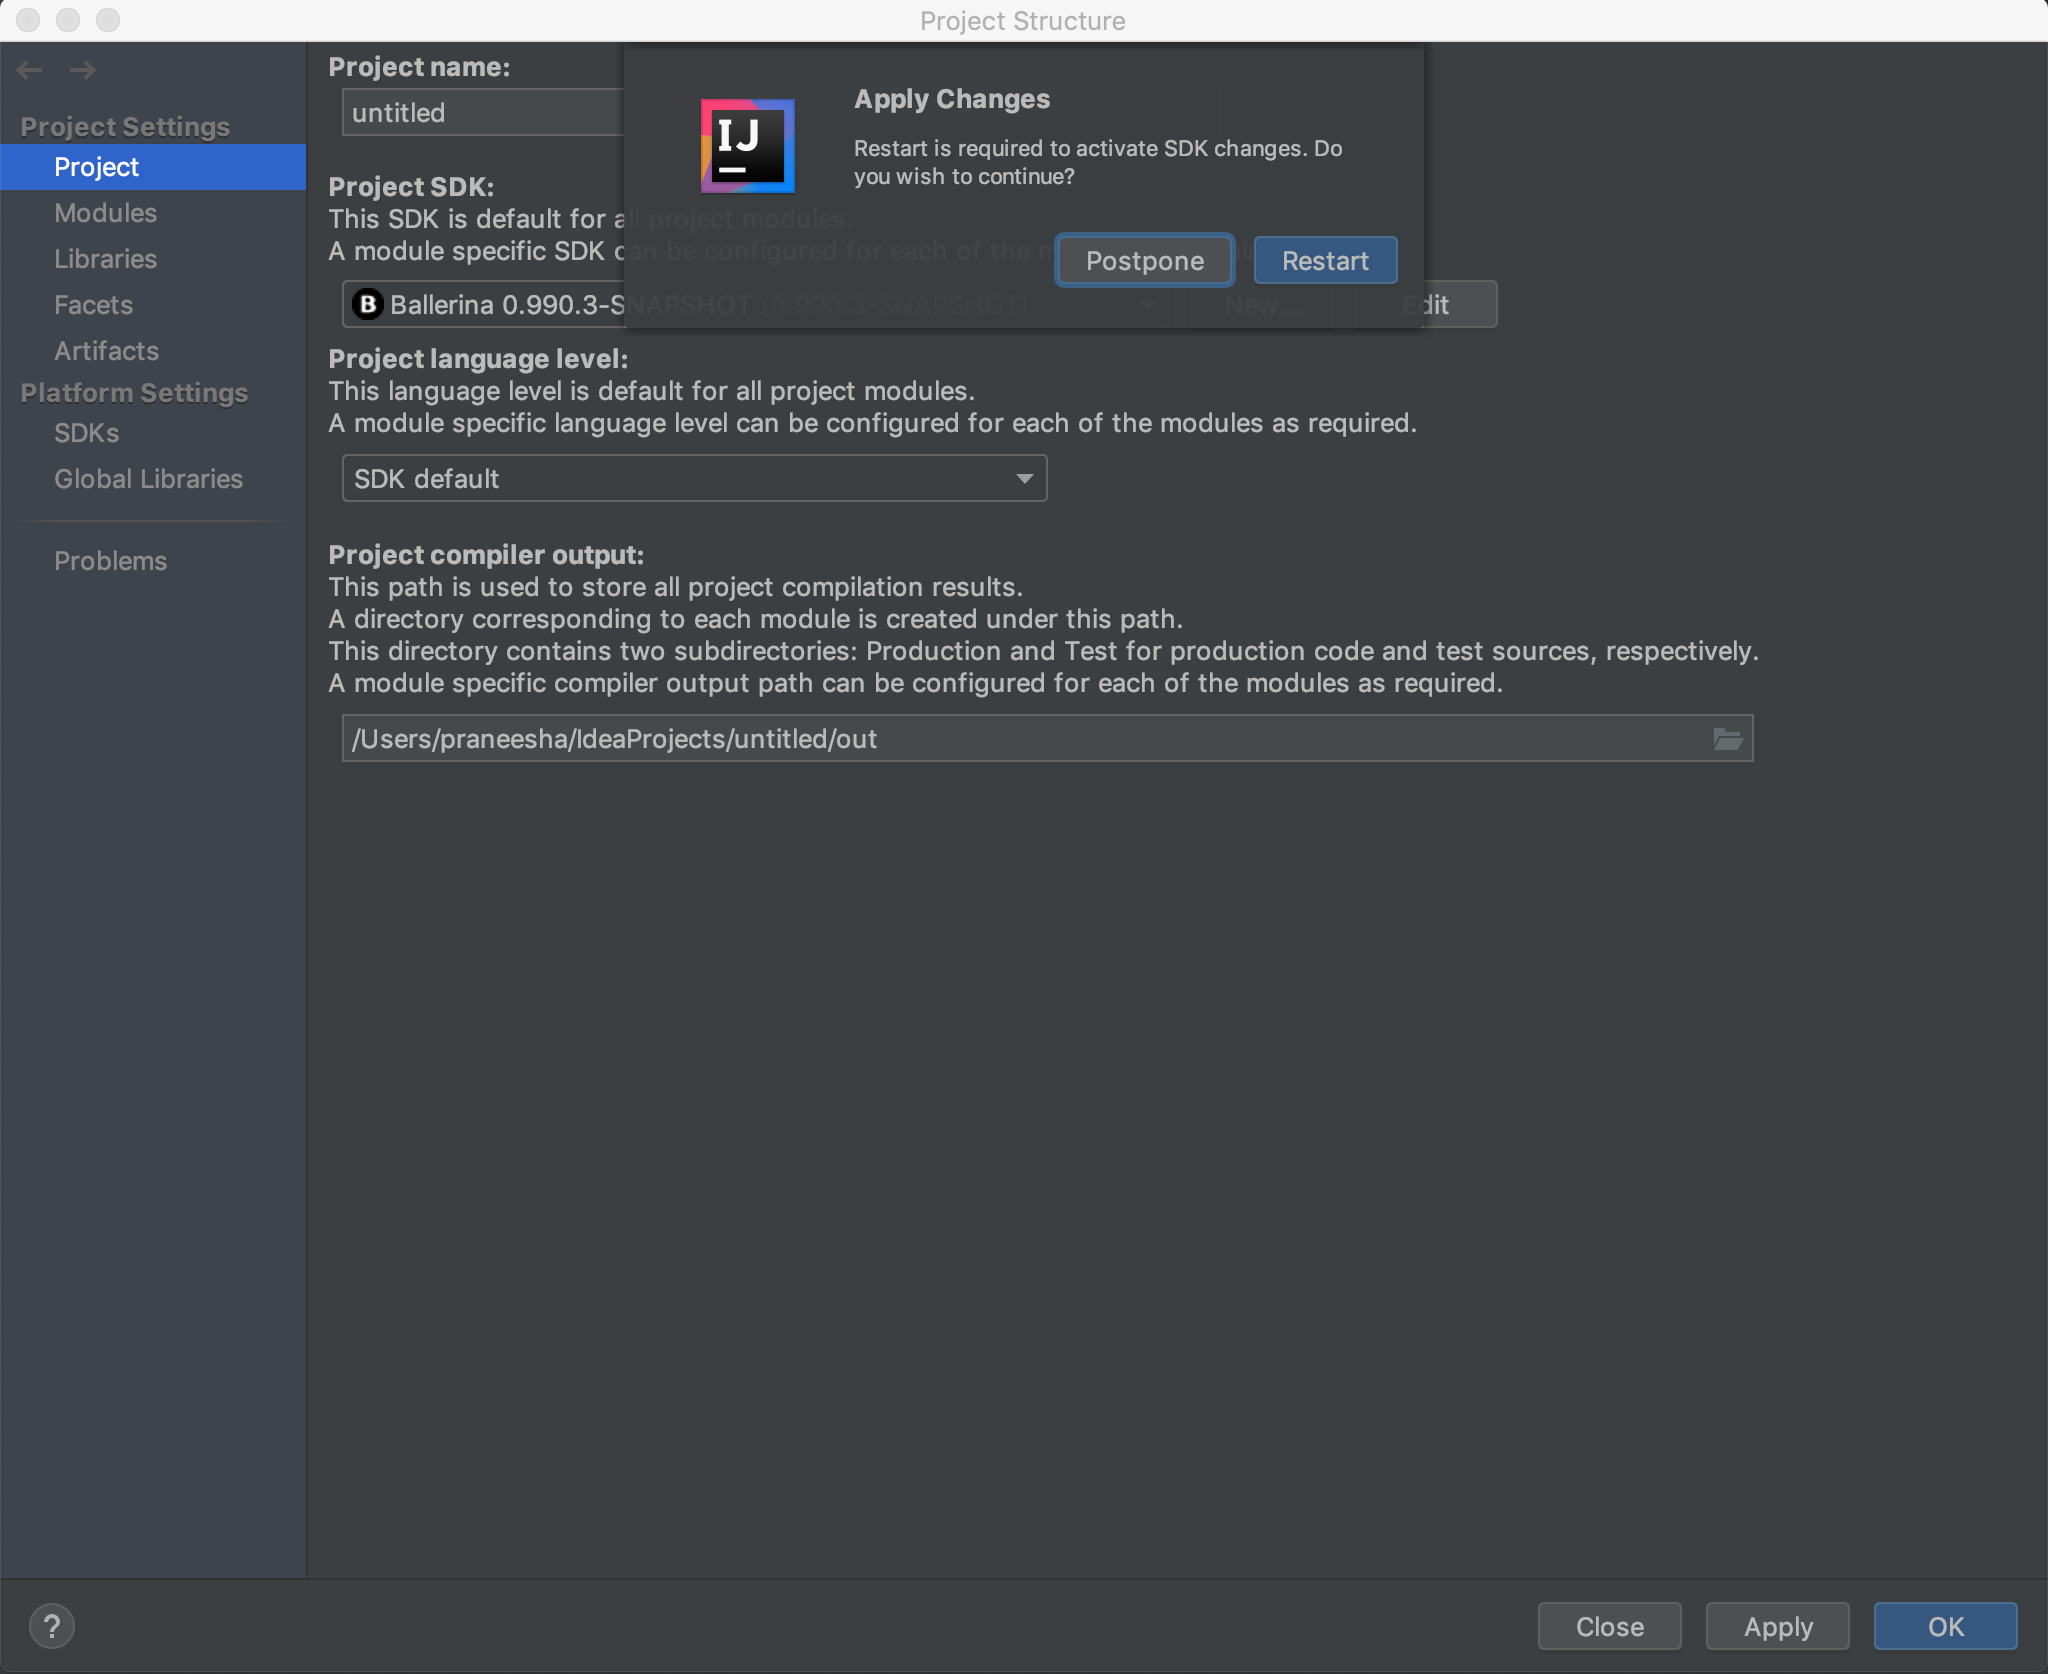 Project Structure
Project Settings
Project
Modules
Libraries
Facets
Artifacts
Platform Settings
SDKs
Global Libraries
Problems
Project name:
untitled
Project SDK:
This SDK is default for all project modules.
A module specific SDK can be configured for each of the
B Ballerina 0.990.3-SNAPSHOT (0.990.3-SNAPSHOT)
New...
Edit
IJ
Apply Changes
Restart is required to activate SDK changes. Do
you wish to continue?
Postpone
Restart
Project language level:
This language level is default for all project modules.
A module specific language level can be configured for each of the modules as required.
SDK default
Project compiler output:
This path is used to store all project compilation results.
A directory corresponding to each module is created under this path.
This directory contains two subdirectories: Production and Test for production code and test sources, respectively.
A module specific compiler output path can be configured for each of the modules as required.
/Users/praneesha/IdeaProjects/untitled/out
?
Close
Apply
OK